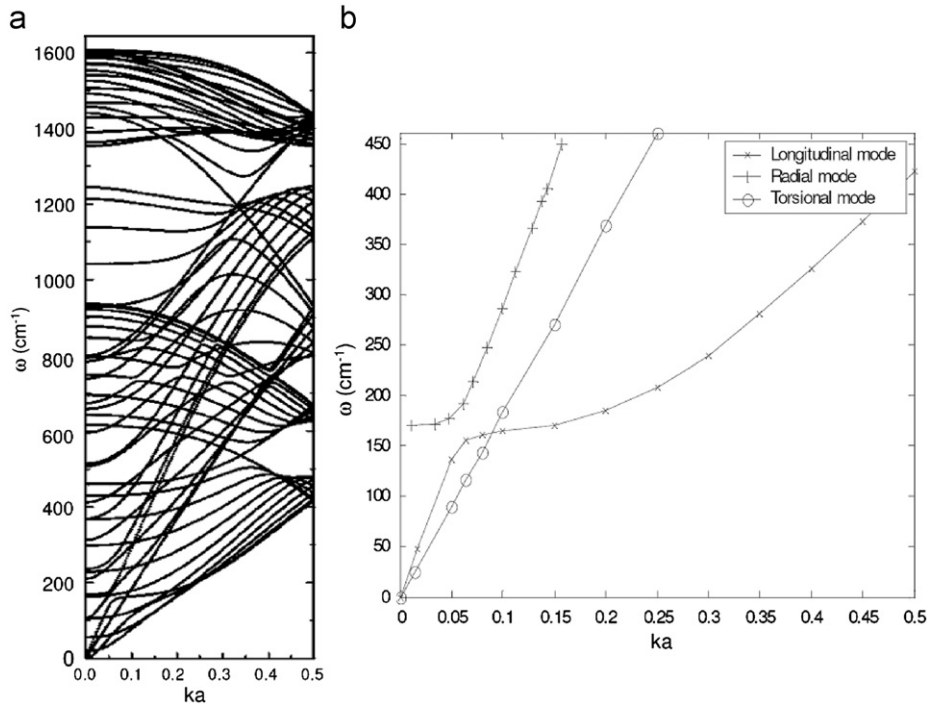 a
1600
1400
1200
1000
800
600
400
200
0
ω (cm-1)
0.0 0.1 0.2 0.3 0.4 0.5
ka
b
450
400
350
300
250
200
150
100
50
0
ω (cm-1)
Longitudinal mode
Radial mode
Torsional mode
0 0.05 0.1 0.15 0.2 0.25 0.3 0.35 0.4 0.45 0.5
ka